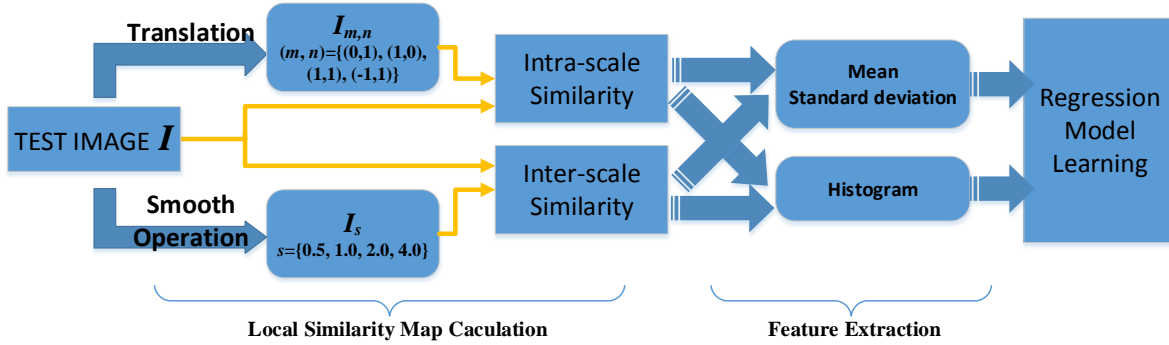 Translation
I_{m,n}
(m, n)={(0,1), (1,0),
(1,1), (-1,1)}
TEST IMAGE I
Smooth
Operation
I_s
s={0.5, 1.0, 2.0, 4.0}
Intra-scale
Similarity
Inter-scale
Similarity
Mean
Standard deviation
Histogram
Regression
Model
Learning
Local Similarity Map Caculation
Feature Extraction